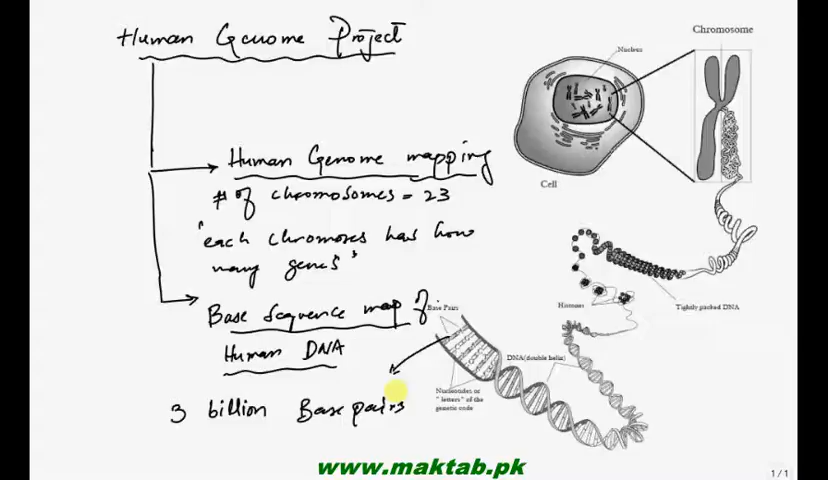 Human Genome Project
Human Genome mapping
# of chromosomes = 23
"each chromoses has how
many genes"
Base Sequence map of
Human DNA
3 billion Base pairs
Chromosome
Nucleus
Cell
Tightly packed DNA
Histones
Base Pairs
DNA(double helix)
Nucleotides or
"letters" of the
genetic code
www.maktab.pk
1/1